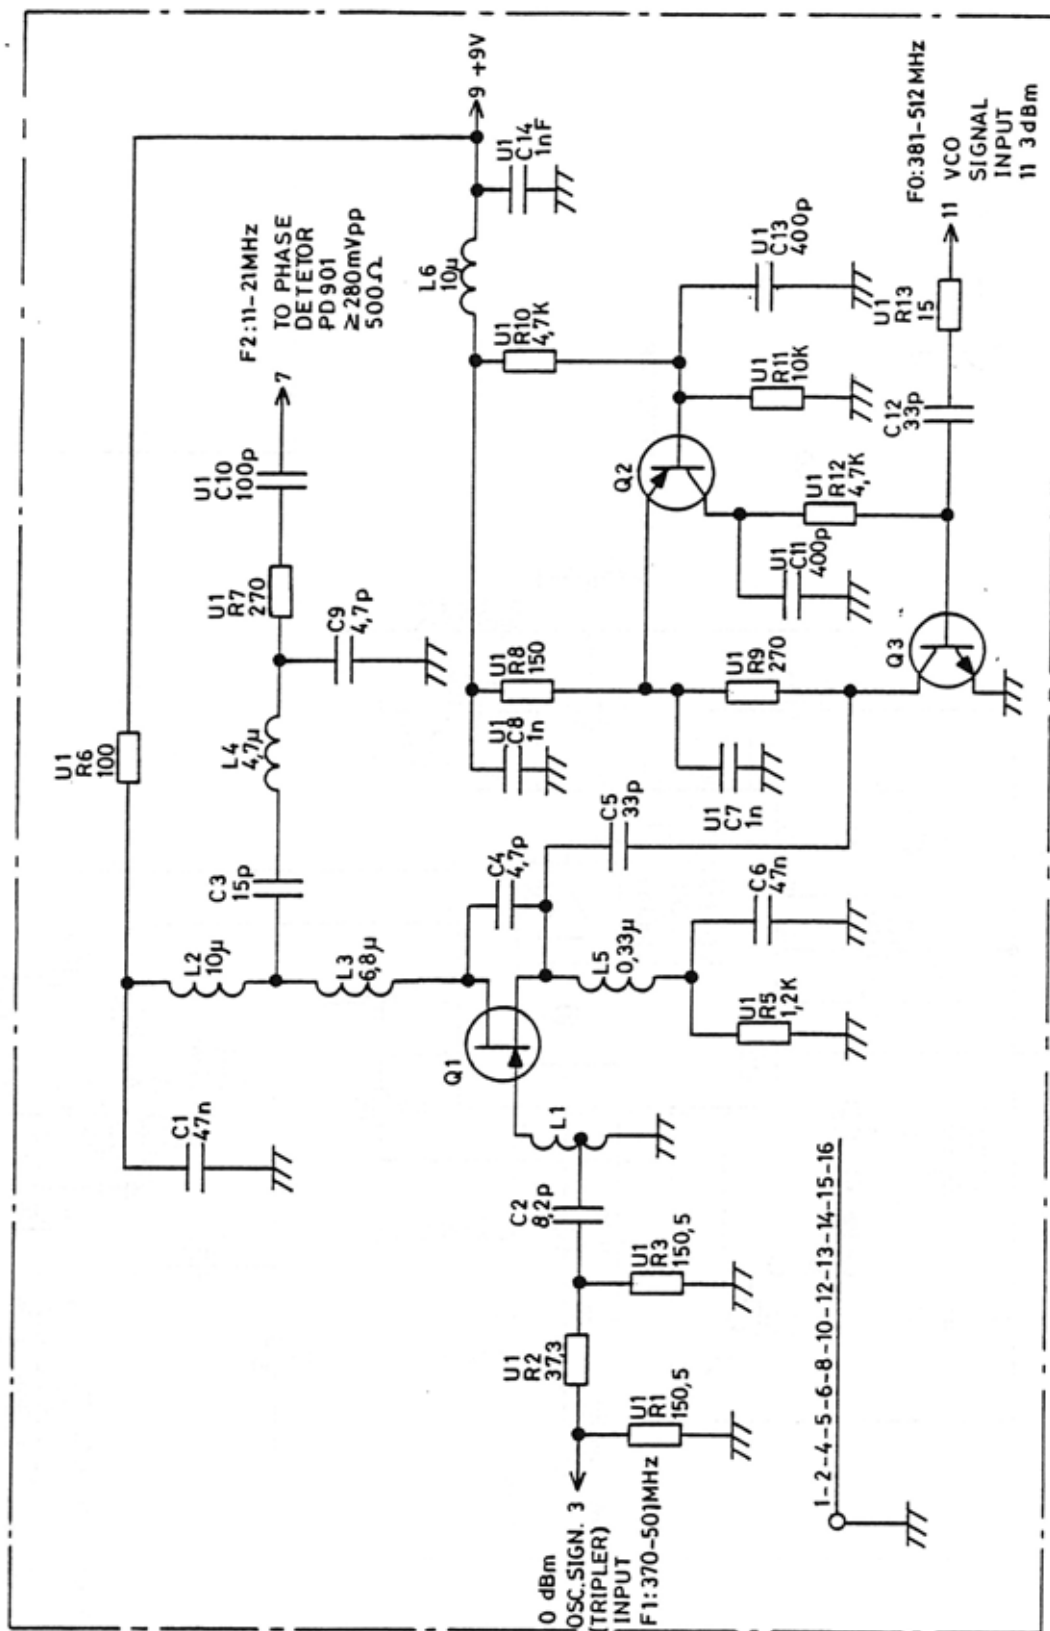 U1
R6
100
9 +9V
F2:11-21MHz
TO PHASE
DETETOR
PD901
≥280mVpp
500Ω
7
U1
C10
100p
U1
R7
270
C9
4,7p
L4
4,7µ
C3
15p
C1
47n
L2
10µ
L3
6,8µ
L6
10µ
U1
C14
1nF
U1
R10
4,7K
U1
R8
150
U1
C8
1n
Q2
U1
R11
10K
U1
C13
400p
F0:381-512MHz
VCO
SIGNAL
INPUT
11 3dBm
11
U1
R13
15
C12
33p
U1
R12
4,7K
U1
C11
400p
U1
R9
270
Q3
U1
C7
1n
C5
33p
C4
4,7p
Q1
L5
0,33µ
C6
47n
U1
R5
1,2K
L1
C2
8,2p
U1
R2
37,3
U1
R3
150,5
U1
R1
150,5
0 dBm
OSC.SIGN. 3
(TRIPLER)
INPUT
F1:370-501MHz
1-2-4-5-6-8-10-12-13-14-15-16